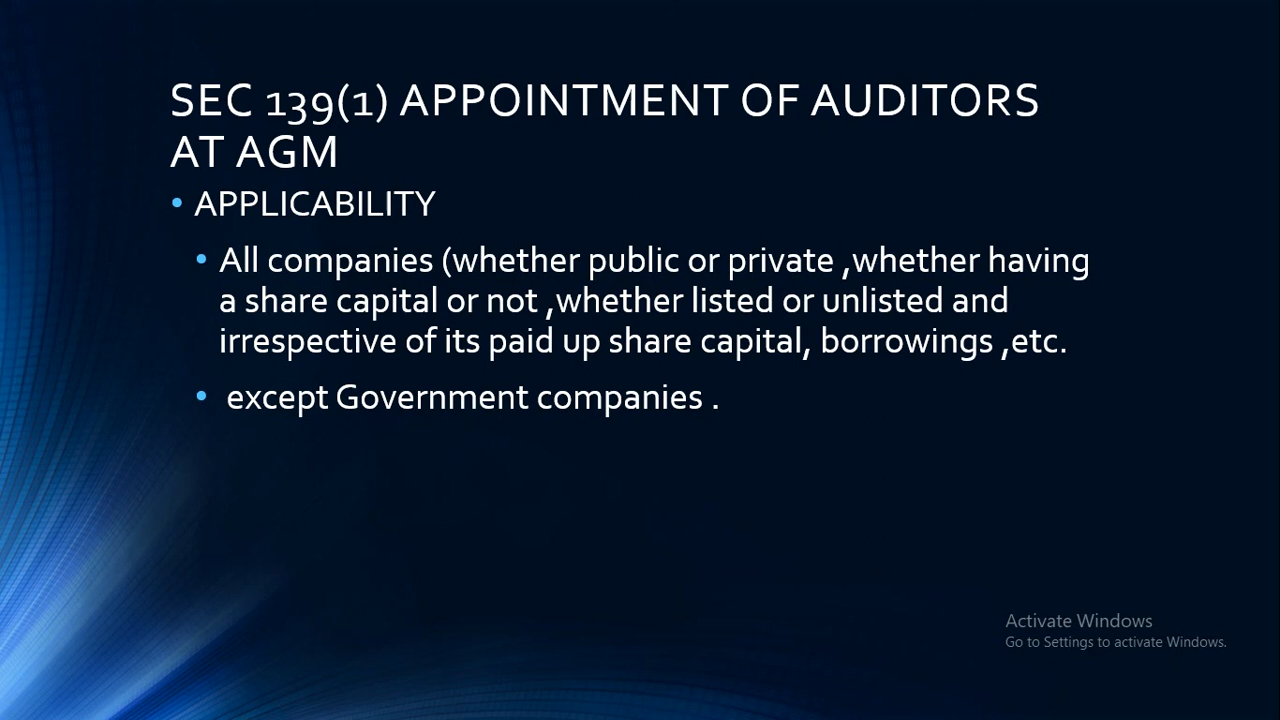 SEC 139(1) APPOINTMENT OF AUDITORS
AT AGM
• APPLICABILITY
• All companies (whether public or private ,whether having
a share capital or not ,whether listed or unlisted and
irrespective of its paid up share capital, borrowings ,etc.
• except Government companies .
Activate Windows
Go to Settings to activate Windows.